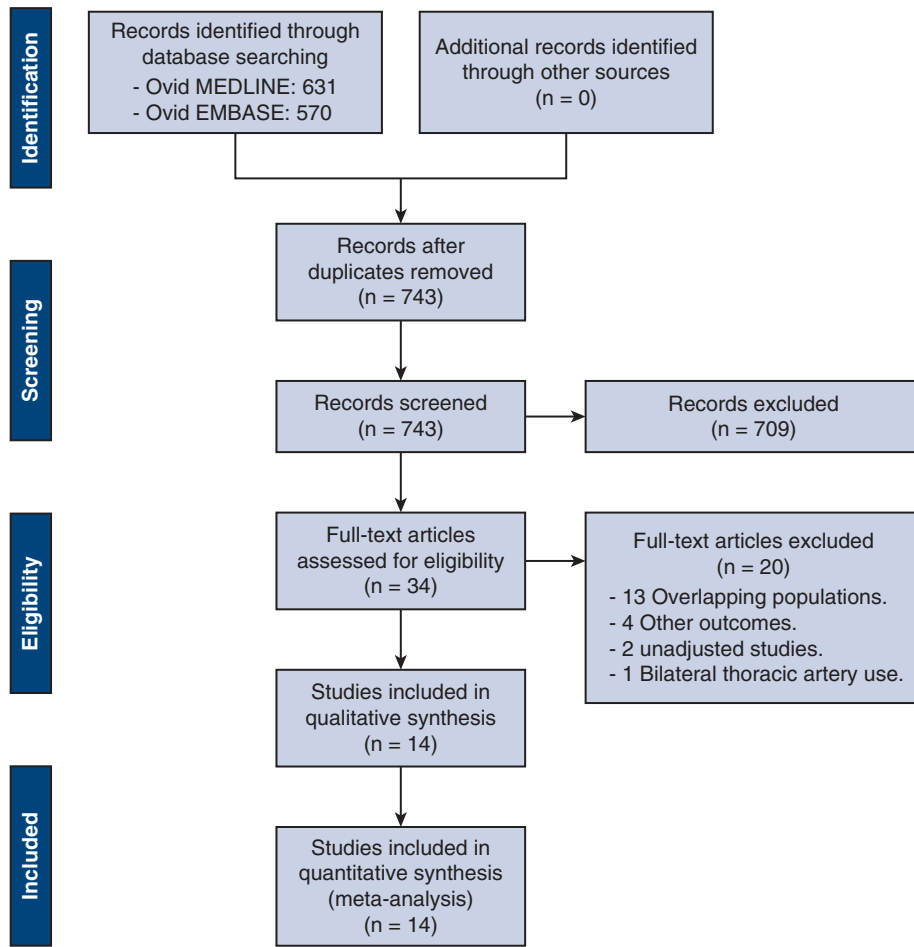 Identification
Records identified through
database searching
- Ovid MEDLINE: 631
- Ovid EMBASE: 570
Additional records identified
through other sources
(n = 0)
Screening
Records after
duplicates removed
(n = 743)
Records screened
(n = 743)
Records excluded
(n = 709)
Eligibility
Full-text articles
assessed for eligibility
(n = 34)
Full-text articles excluded
(n = 20)
- 13 Overlapping populations.
- 4 Other outcomes.
- 2 unadjusted studies.
- 1 Bilateral thoracic artery use.
Studies included in
qualitative synthesis
(n = 14)
Included
Studies included in
quantitative synthesis
(meta-analysis)
(n = 14)